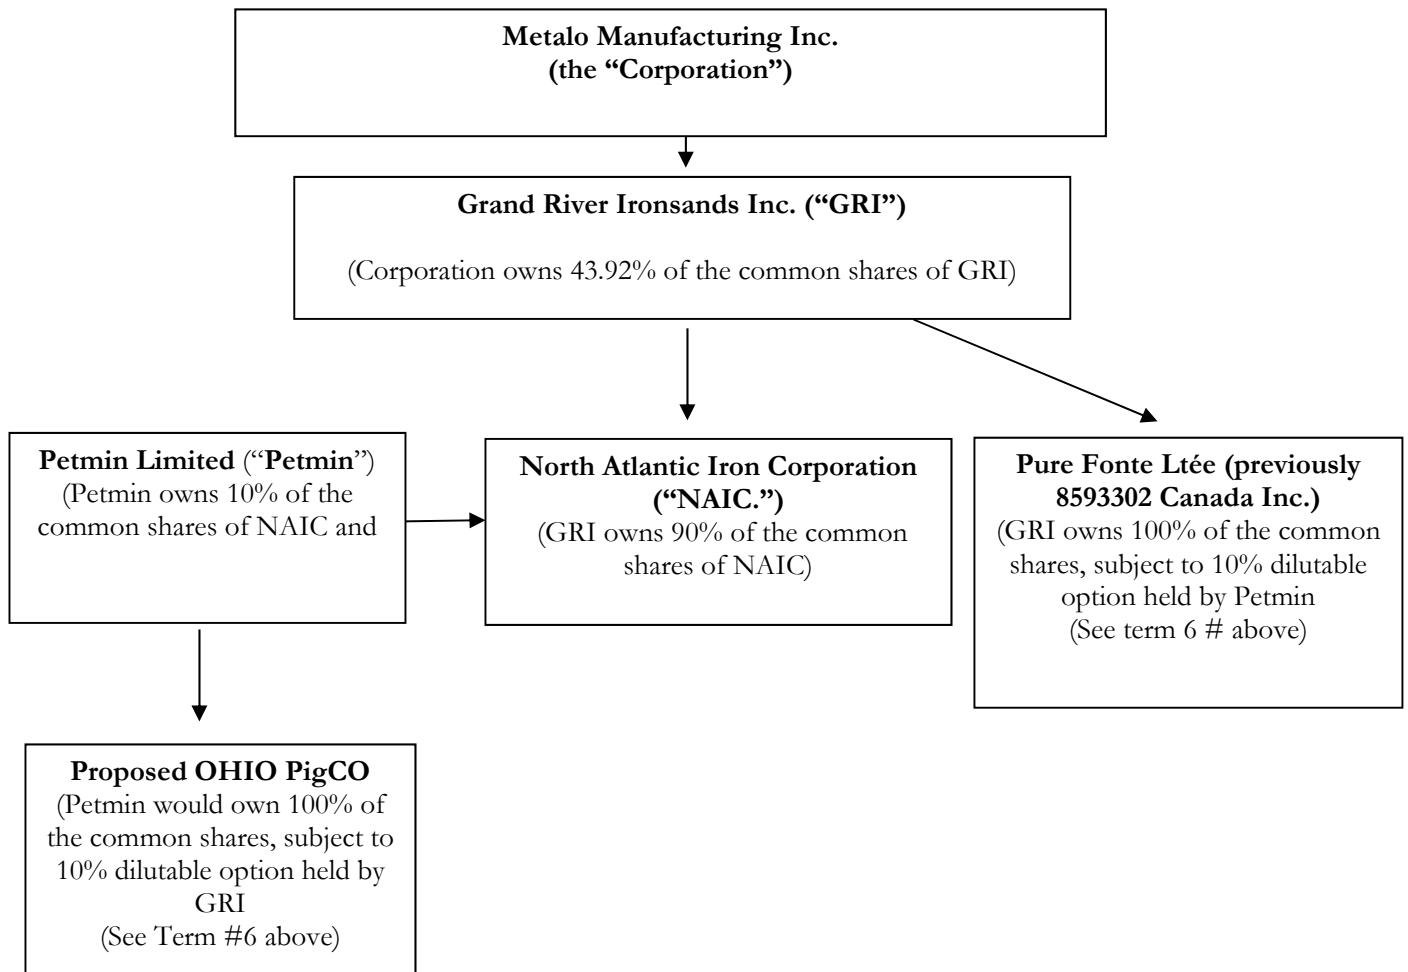 Metalo Manufacturing Inc.
(the “Corporation”)
Grand River Ironsands Inc. (“GRI”)
(Corporation owns 43.92% of the common shares of GRI)
Petmin Limited (“Petmin”)
(Petmin owns 10% of the
common shares of NAIC and
North Atlantic Iron Corporation
(“NAIC.”)
(GRI owns 90% of the common
shares of NAIC)
Pure Fonte Ltée (previously
8593302 Canada Inc.)
(GRI owns 100% of the common
shares, subject to 10% dilutable
option held by Petmin
(See term 6 # above)
Proposed OHIO PigCO
(Petmin would own 100% of
the common shares, subject to
10% dilutable option held by
GRI
(See Term #6 above)